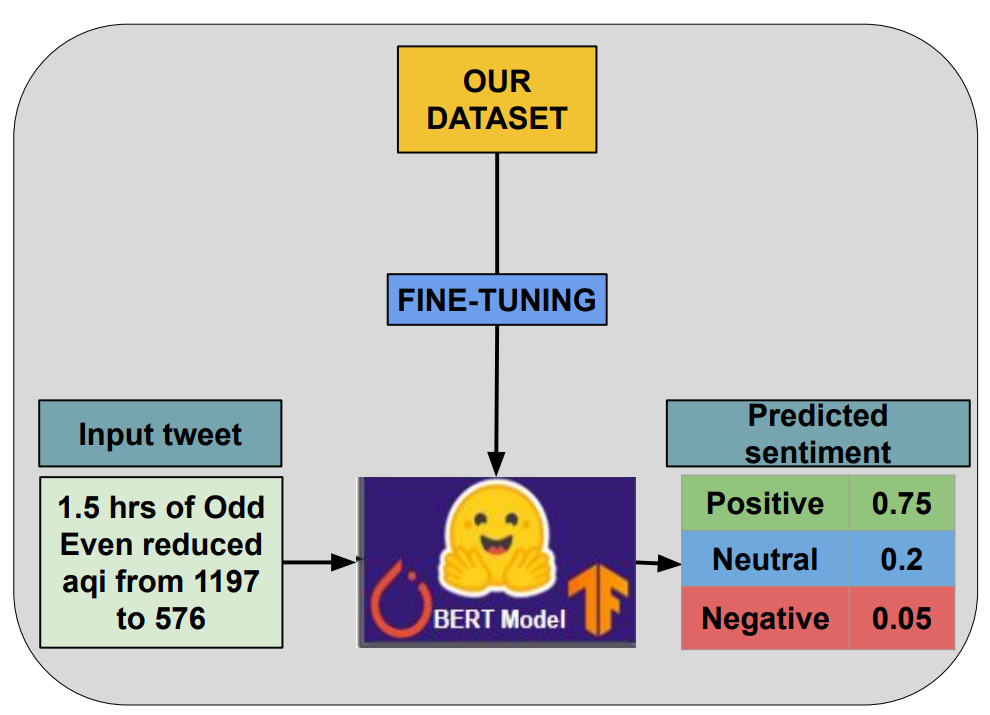 OUR
DATASET
FINE-TUNING
Input tweet
1.5 hrs of Odd
Even reduced
aqi from 1197
to 576
BERT Model
Predicted
sentiment
Positive 0.75
Neutral 0.2
Negative 0.05